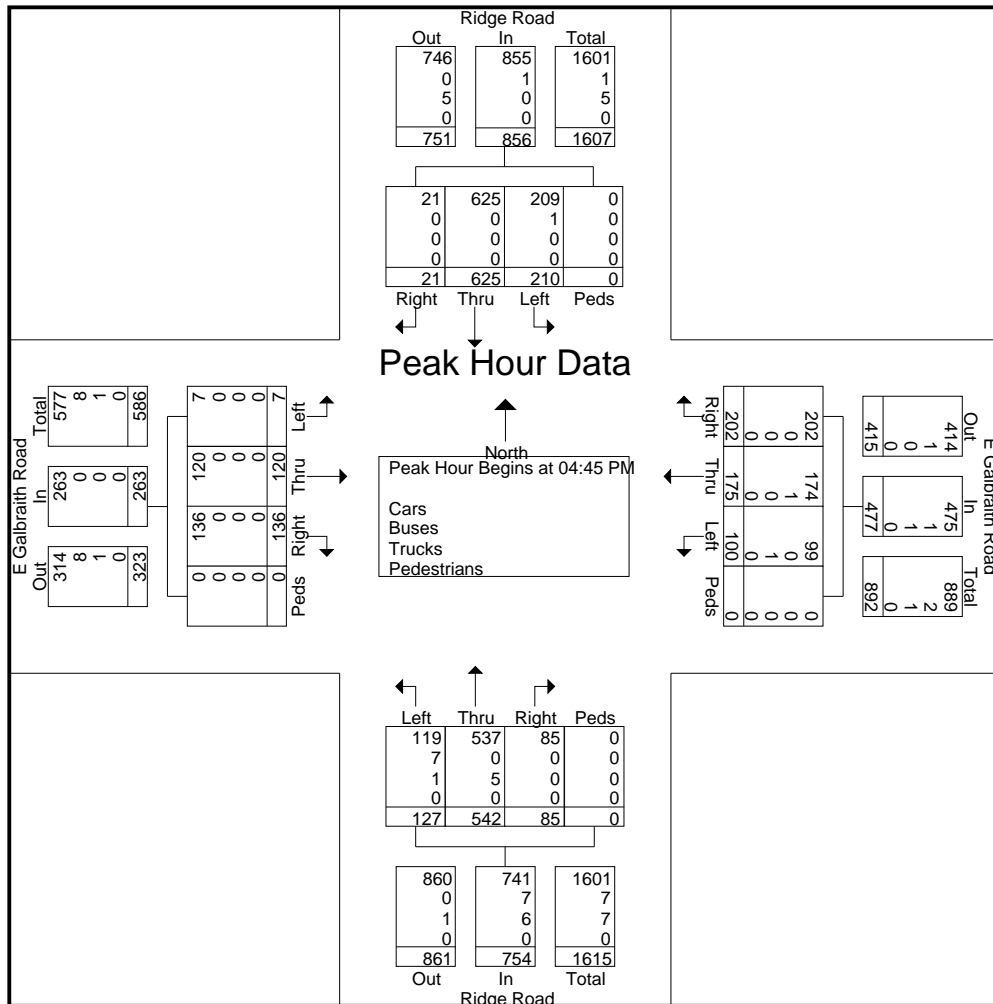 Ridge Road
Out In Total
746 855 1601
0 1 1
5 0 5
0 0 0
751 856 1607
21 625 209 0
0 0 1 0
0 0 0 0
0 0 0 0
21 625 210 0
Right Thru Left Peds
Peak Hour Data
E Galbraith Road
Total
577 8 1 0 586
In
263 0 0 0 263
Out
314 8 1 0 323
Left
7 0 0 0 7
Thru
120 0 0 0 120
Right
136 0 0 0 136
Peds
0 0 0 0 0
North
Peak Hour Begins at 04:45 PM
Cars
Buses
Trucks
Pedestrians
Right
202 0 0 0 202
Thru
174 1 0 0 175
Left
99 0 1 0 100
Peds
0 0 0 0 0
E Galbraith Road
Out
414 1 0 0 415
In
475 1 1 0 477
Total
889 2 1 0 892
Left Thru Right Peds
119 537 85 0
7 0 0 0
1 5 0 0
0 0 0 0
127 542 85 0
860 741 1601
0 7 7
1 6 7
0 0 0
861 754 1615
Out In Total
Ridge Road